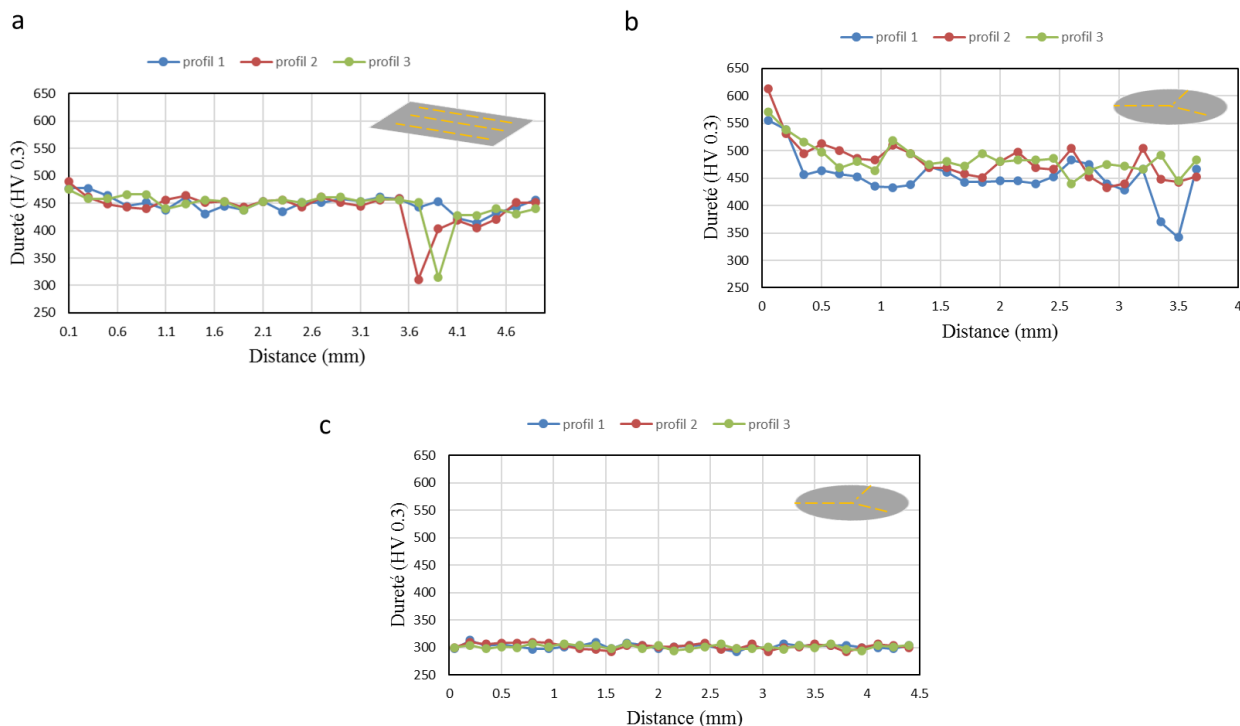 a
profil 1 profil 2 profil 3
650
600
550
500
450
400
350
300
250
0.1 0.6 1.1 1.6 2.1 2.6 3.1 3.6 4.1 4.6
Dureté (HV 0.3)
Distance (mm)
b
profil 1 profil 2 profil 3
650
600
550
500
450
400
350
300
250
0 0.5 1 1.5 2 2.5 3 3.5 4
Dureté (HV 0.3)
Distance (mm)
c
profil 1 profil 2 profil 3
650
600
550
500
450
400
350
300
250
0 0.5 1 1.5 2 2.5 3 3.5 4 4.5
Dureté (HV 0.3)
Distance (mm)